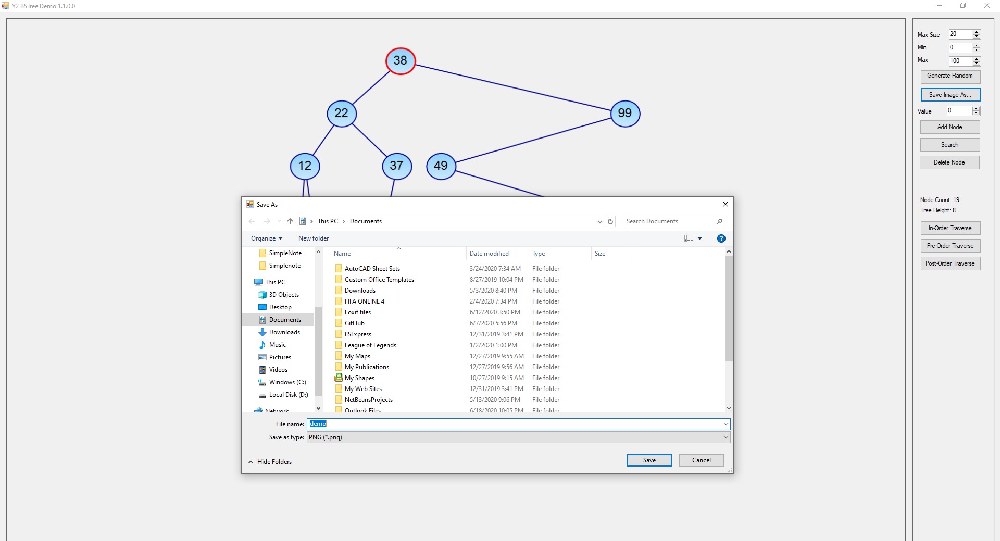 Y2 BSTree Demo 1.1.0.0
38
22
99
12
37
49
Max Size 20
Min 0
Max 100
Generate Random
Save Image As...
Value 0
Add Node
Search
Delete Node
Node Count: 19
Tree Height: 8
In-Order Traverse
Pre-Order Traverse
Post-Order Traverse
Save As
This PC Documents
Search Documents
Organize New folder
?
SimpleNote
Simplenote
This PC
3D Objects
Desktop
Documents
Downloads
Music
Pictures
Videos
Windows (C:)
Local Disk (D:)
Network
Name Date modified Type Size
AutoCAD Sheet Sets 3/24/2020 7:34 AM File folder
Custom Office Templates 8/27/2019 10:04 PM File folder
Downloads 5/3/2020 8:40 PM File folder
FIFA ONLINE 4 2/4/2020 7:34 PM File folder
Foxit files 6/12/2020 3:50 PM File folder
GitHub 6/7/2020 5:56 PM File folder
IISExpress 12/31/2019 3:41 PM File folder
League of Legends 1/2/2020 1:00 PM File folder
My Maps 12/27/2019 9:55 AM File folder
My Publications 12/27/2019 9:56 AM File folder
My Shapes 10/27/2019 9:15 AM File folder
My Web Sites 12/31/2019 3:41 PM File folder
NetBeansProjects 5/13/2020 9:06 PM File folder
Outlook Files 6/18/2020 10:05 PM File folder
File name: demo
Save as type: PNG (*.png)
Hide Folders
Save
Cancel